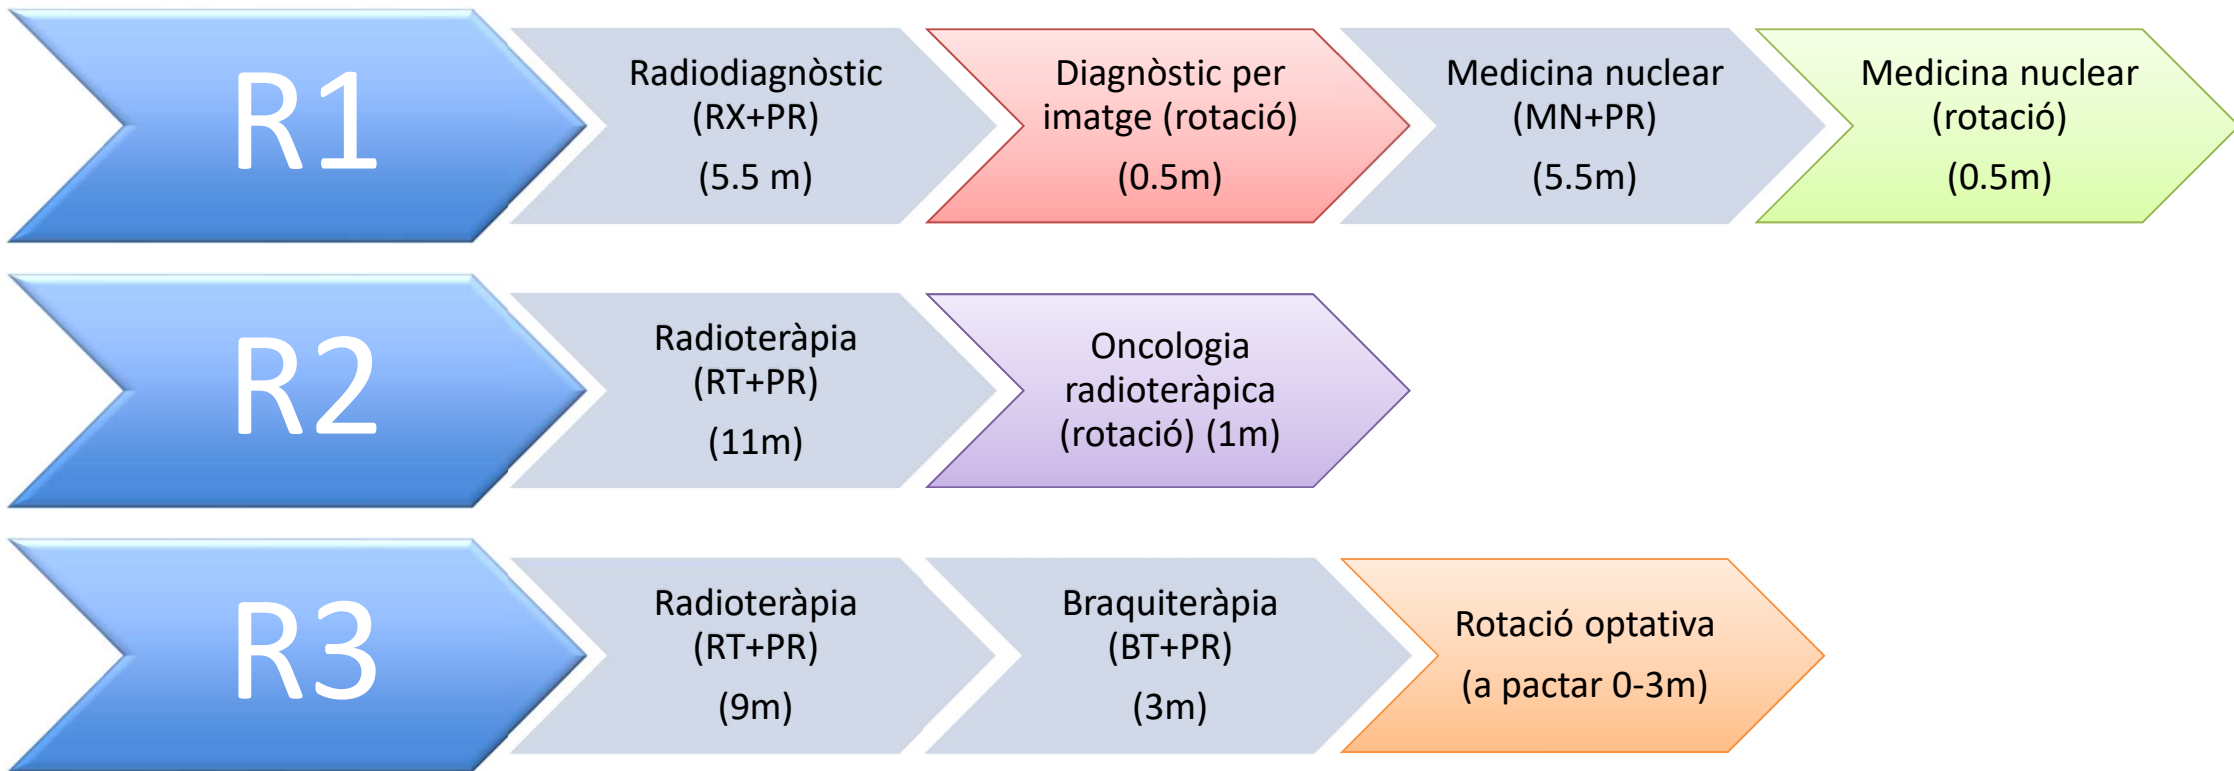 R1
Radiodiagnòstic
(RX+PR)
(5.5 m)
Diagnòstic per
imatge (rotació)
(0.5m)
Medicina nuclear
(MN+PR)
(5.5m)
Medicina nuclear
(rotació)
(0.5m)
R2
Radioteràpia
(RT+PR)
(11m)
Oncologia
radioteràpica
(rotació) (1m)
R3
Radioteràpia
(RT+PR)
(9m)
Braquiteràpia
(BT+PR)
(3m)
Rotació optativa
(a pactar 0-3m)